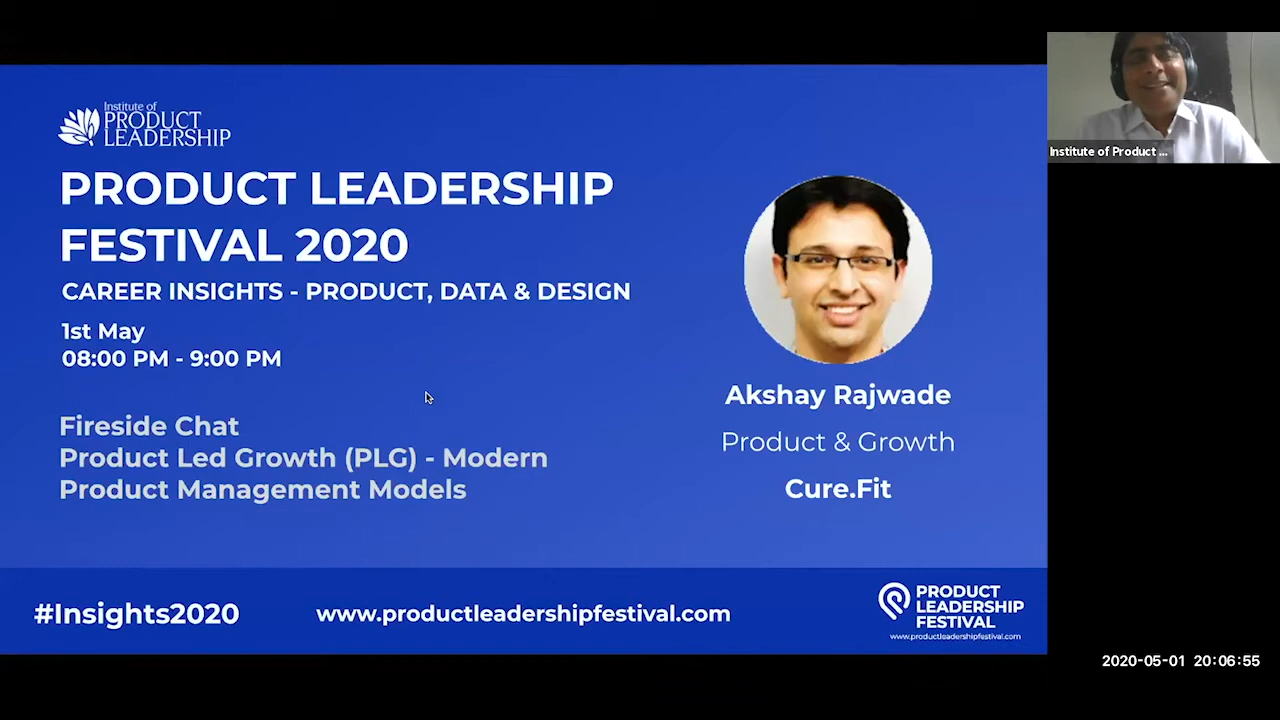 Institute of
PRODUCT
LEADERSHIP
PRODUCT LEADERSHIP
FESTIVAL 2020
CAREER INSIGHTS - PRODUCT, DATA & DESIGN
1st May
08:00 PM - 9:00 PM
Fireside Chat
Product Led Growth (PLG) - Modern
Product Management Models
Akshay Rajwade
Product & Growth
Cure.Fit
#Insights2020
www.productleadershipfestival.com
PRODUCT
LEADERSHIP
FESTIVAL
www.productleadershipfestival.com
Institute of Product ...
2020-05-01 20:06:55